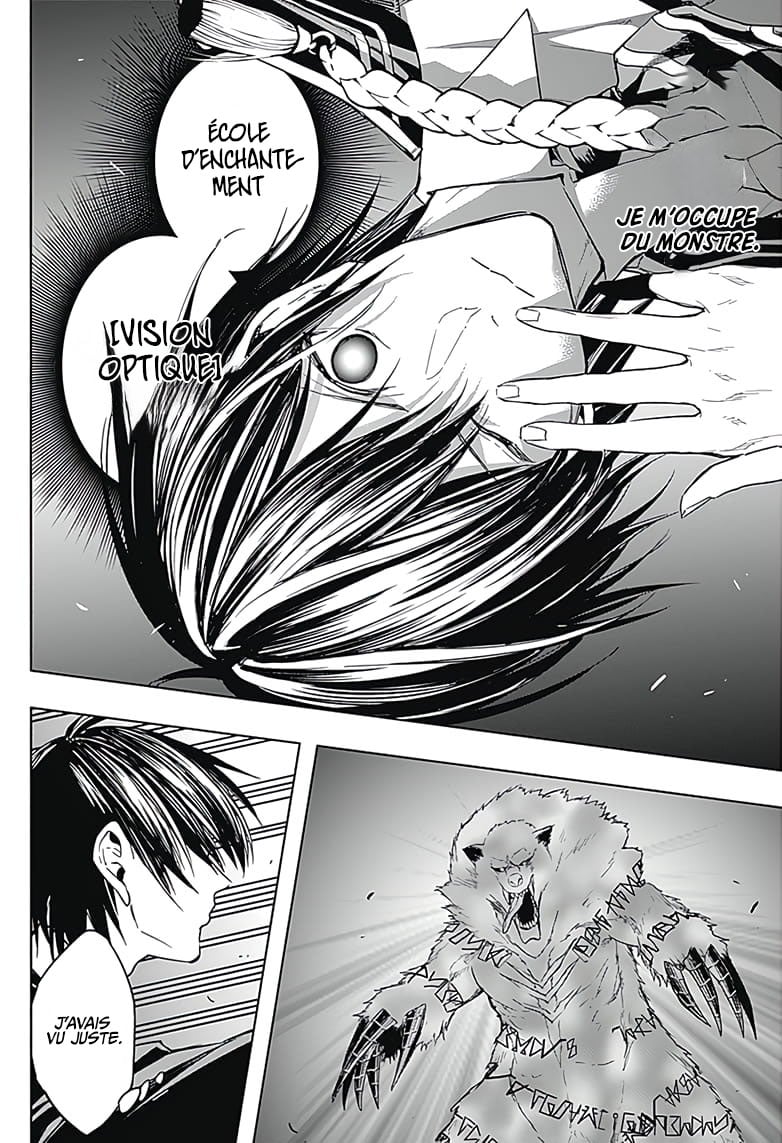 JE M'OCCUPE
DU MONSTRE.
ÉCOLE
D'ENCHANTE-
MENT
[VISION
OPTIQUE]
J'AVAIS
VU JUSTE.